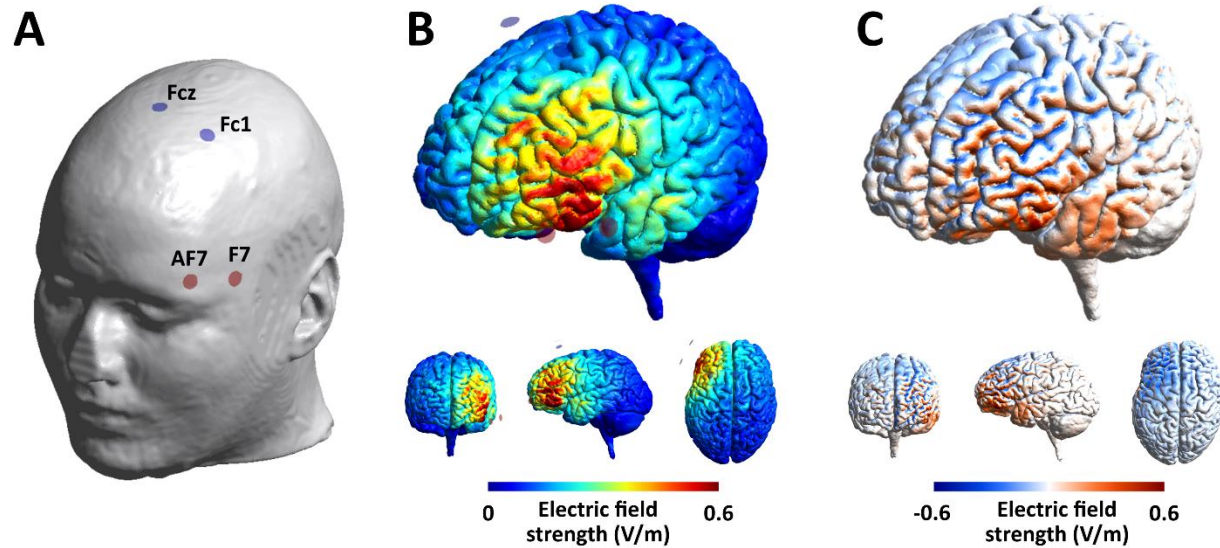 A
B
C
Fcz
Fc1
AF7
F7
0
Electric field
strength (V/m)
0.6
-0.6
Electric field
strength (V/m)
0.6